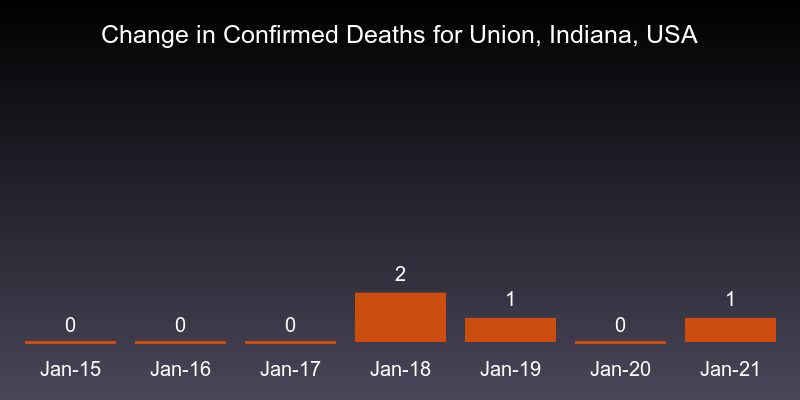 Change in Confirmed Deaths for Union, Indiana, USA
0 0 0 2 1 0 1
Jan-15 Jan-16 Jan-17 Jan-18 Jan-19 Jan-20 Jan-21